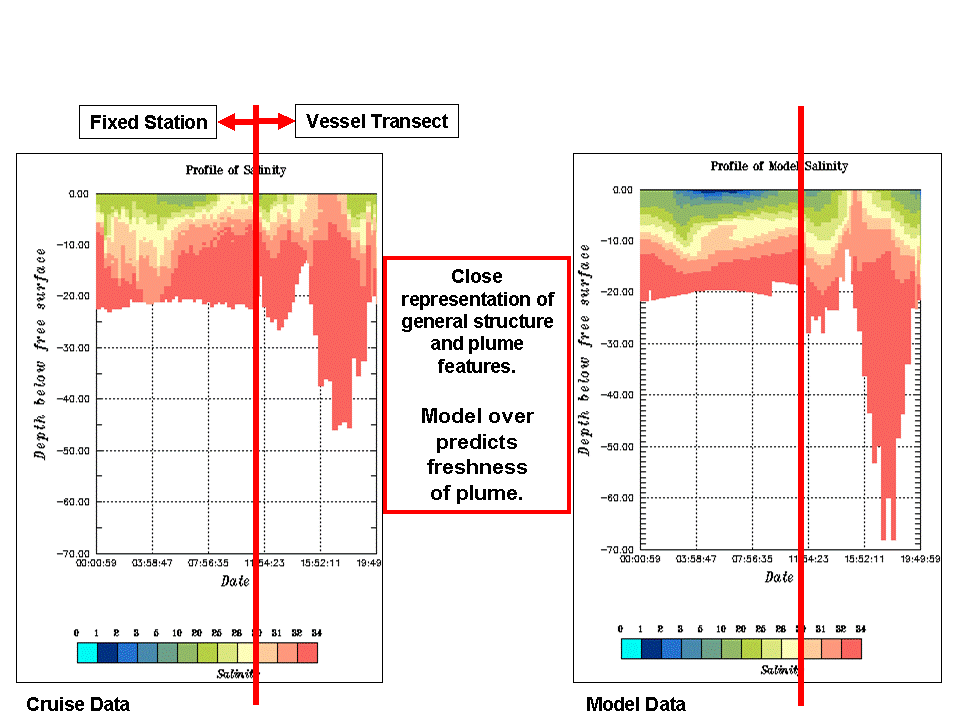 Fixed Station
Vessel Transect
Profile of Salinity
0.00
-10.00
-20.00
-30.00
-40.00
-50.00
-60.00
-70.00
Depth below free surface
00:00:59 03:58:47 07:56:35 11:54:23 15:52:11 19:49
Date
0 1 2 3 5 10 20 25 28 30 31 32 34
Salinity
Cruise Data
Close
representation of
general structure
and plume
features.
Model over
predicts
freshness
of plume.
Profile of Model Salinity
0.00
-10.00
-20.00
-30.00
-40.00
-50.00
-60.00
-70.00
Depth below free surface
00:00:59 03:58:47 07:56:35 11:54:23 15:52:11 19:49:59
Date
0 1 2 3 5 10 20 25 28 30 31 32 34
Salinity
Model Data